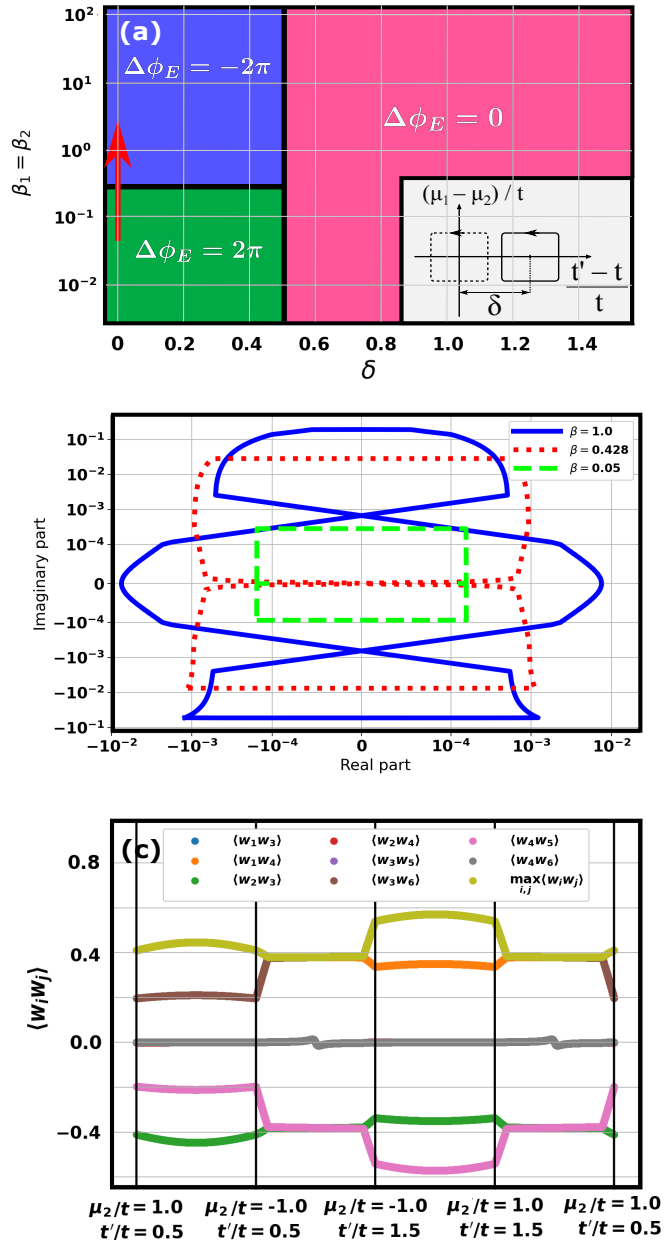 10²
(a)
Δϕ_E = −2π
10¹
Δϕ_E = 0
β₁ = β₂
10⁰
(μ₁ − μ₂) / t
10⁻¹
Δϕ_E = 2π
t' − t
t
δ
10⁻²
0 0.2 0.4 0.6 0.8 1.0 1.2 1.4
δ
β = 1.0
β = 0.428
β = 0.05
Imaginary part
10⁻¹
10⁻²
10⁻³
10⁻⁴
0
−10⁻⁴
−10⁻³
−10⁻²
−10⁻¹
−10⁻² −10⁻³ −10⁻⁴ 0 10⁻⁴ 10⁻³ 10⁻²
Real part
(c)
⟨w₁w₃⟩ ⟨w₂w₄⟩ ⟨w₄w₅⟩
⟨w₁w₄⟩ ⟨w₃w₅⟩ ⟨w₄w₆⟩
⟨w₂w₃⟩ ⟨w₃w₆⟩ max⟨wᵢwⱼ⟩
i,j
⟨wᵢwⱼ⟩
0.8
0.4
0.0
−0.4
μ₂/t = 1.0 μ₂/t = -1.0 μ₂/t = -1.0 μ₂/t = 1.0 μ₂/t = 1.0
t′/t = 0.5 t′/t = 0.5 t′/t = 1.5 t′/t = 1.5 t′/t = 0.5